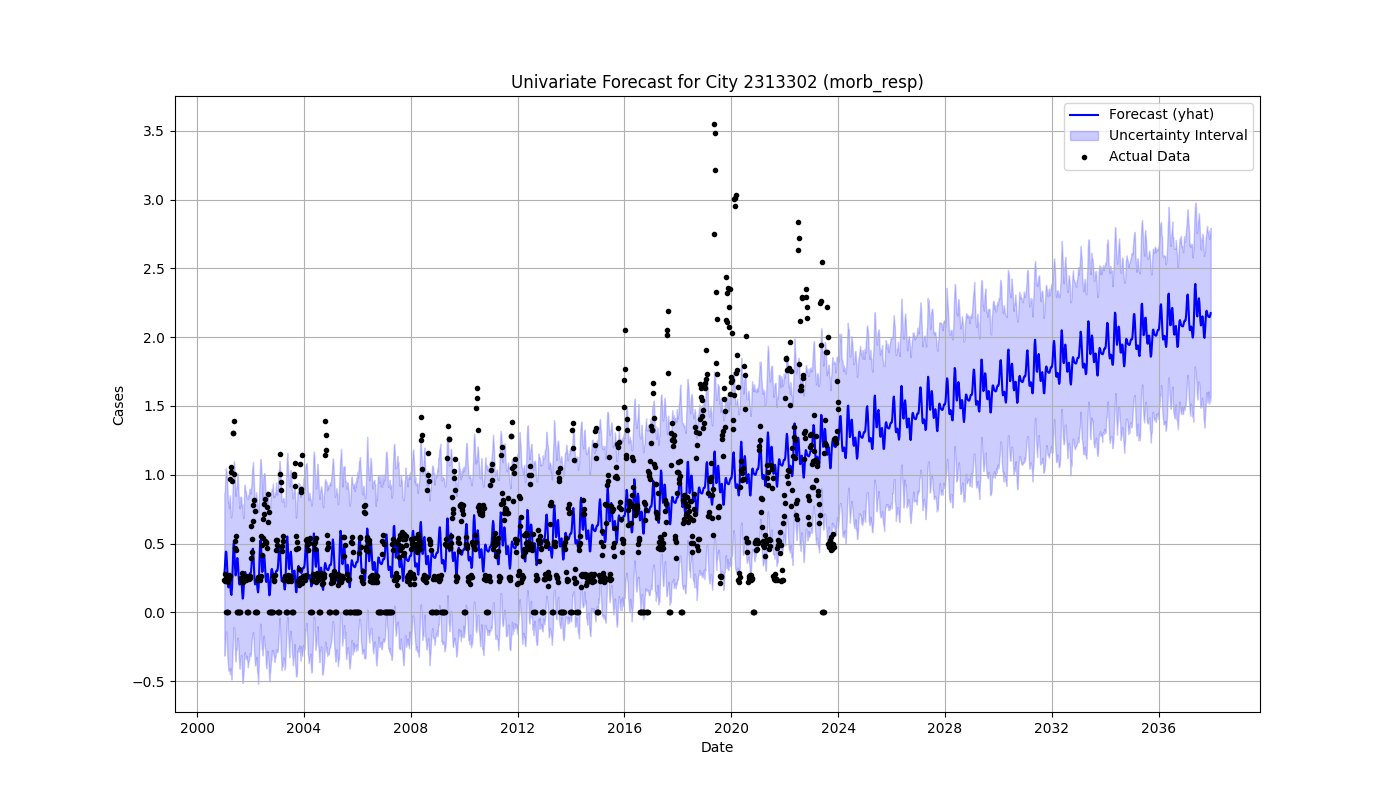 Univariate Forecast for City 2313302 (morb_resp)
Forecast (yhat)
Uncertainty Interval
Actual Data
Cases
3.5
3.0
2.5
2.0
1.5
1.0
0.5
0.0
−0.5
2000 2004 2008 2012 2016 2020 2024 2028 2032 2036
Date